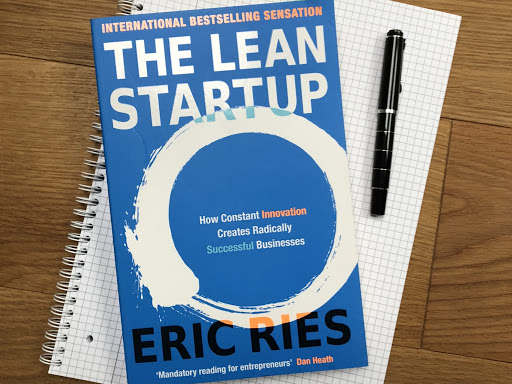 INTERNATIONAL BESTSELLING SENSATION
THE LEAN
STARTUP
How Constant Innovation
Creates Radically
Successful Businesses
ERIC RIES
'Mandatory reading for entrepreneurs' Dan Heath